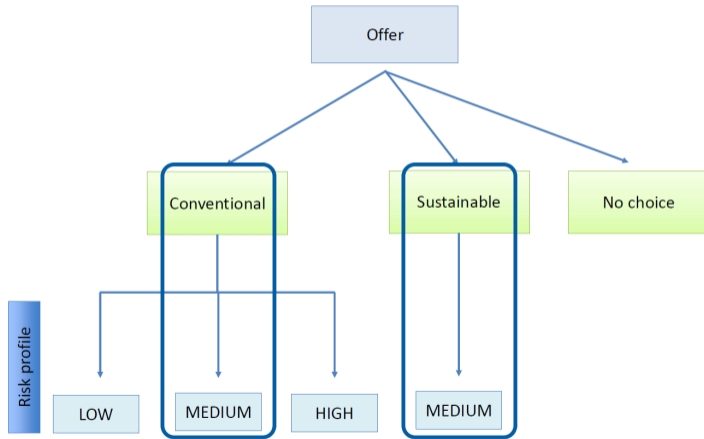 Offer
Conventional
Sustainable
No choice
Risk profile
LOW
MEDIUM
HIGH
MEDIUM